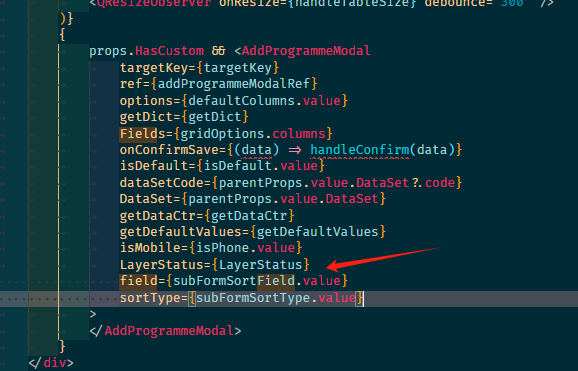 <QResizeObserver onResize={handleTableSize} debounce="300" />
)}
{
props.HasCustom && <AddProgrammeModal
targetKey={targetKey}
ref={addProgrammeModalRef}
options={defaultColumns.value}
getDict={getDict}
Fields={gridOptions.columns}
onConfirmSave={(data) => handleConfirm(data)}
isDefault={isDefault.value}
dataSetCode={parentProps.value.DataSet?.code}
DataSet={parentProps.value.DataSet}
getDataCtr={getDataCtr}
getDefaultValues={getDefaultValues}
isMobile={isPhone.value}
LayerStatus={LayerStatus}
field={subFormSortField.value}
sortType={subFormSortType.value}
>
</AddProgrammeModal>
}
</div>